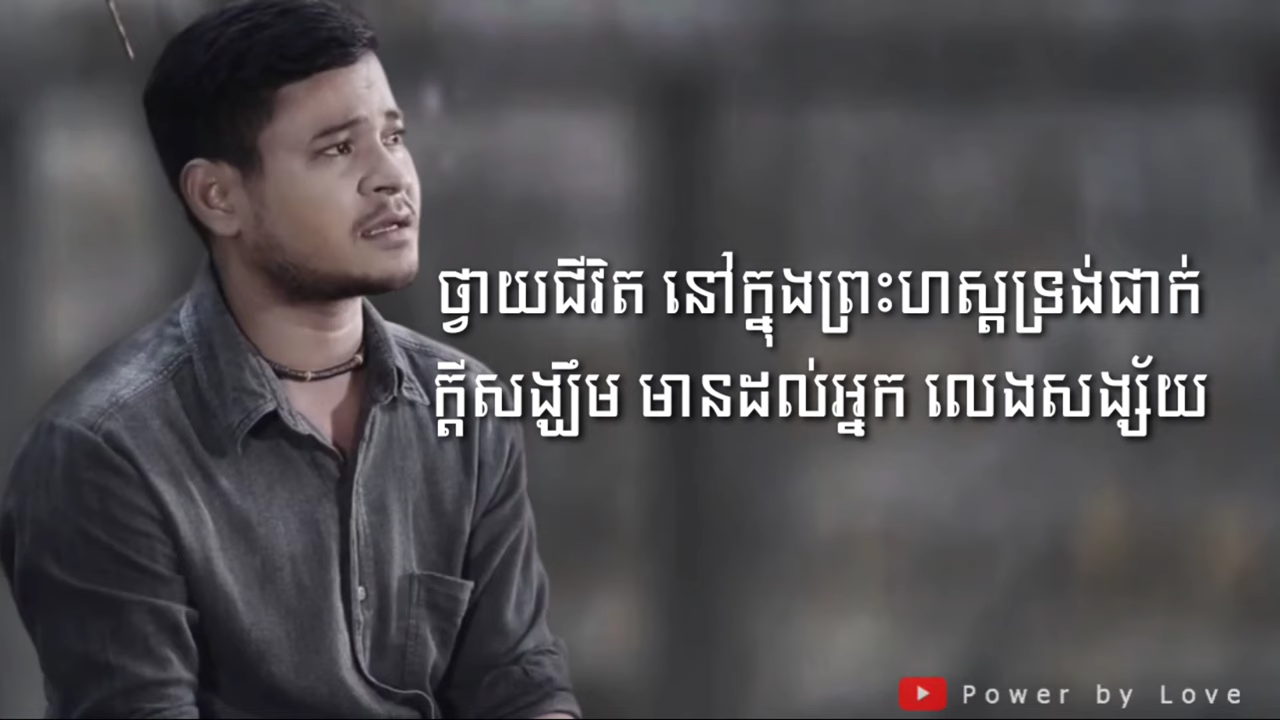 ថ្វាយជីវិត នៅក្នុងព្រះហស្តទ្រង់ជាក់
ក្តីសង្ឃឹម មានដល់អ្នក លេងសង្ស័យ
Power by Love